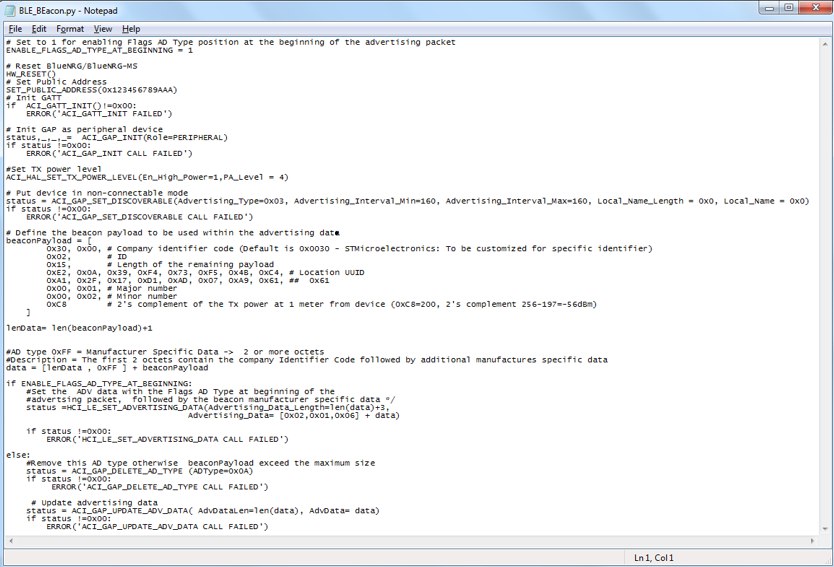 BLE_BEacon.py - Notepad
File Edit Format View Help
# Set to 1 for enabling Flags AD Type position at the beginning of the advertising packet
ENABLE_FLAGS_AD_TYPE_AT_BEGINNING = 1
# Reset BlueNRG/BlueNRG-MS
HW_RESET()
# Set Public Address
SET_PUBLIC_ADDRESS(0x123456789AAA)
# Init GATT
if ACI_GATT_INIT()!=0x00:
ERROR('ACI_GATT_INIT FAILED')
# Init GAP as peripheral device
status,_,_,_= ACI_GAP_INIT(Role=PERIPHERAL)
if status !=0x00:
ERROR('ACI_GAP_INIT CALL FAILED')
#Set TX power level
ACI_HAL_SET_TX_POWER_LEVEL(En_High_Power=1,PA_Level = 4)
# Put device in non-connectable mode
status = ACI_GAP_SET_DISCOVERABLE(Advertising_Type=0x03, Advertising_Interval_Min=160, Advertising_Interval_Max=160, Local_Name_Length = 0x0, Local_Name = 0x0)
if status !=0x00:
ERROR('ACI_GAP_SET_DISCOVERABLE CALL FAILED')
# Define the beacon payload to be used within the advertising data
beaconPayload = [
0x30, 0x00, # Company identifier code (Default is 0x0030 - STMicroelectronics: To be customized for specific identifier)
0x02, # ID
0x15, # Length of the remaining payload
0xE2, 0x0A, 0x39, 0xF4, 0x73, 0xF5, 0x4B, 0xC4, # Location UUID
0xA1, 0x2F, 0x17, 0xD1, 0xAD, 0x07, 0xA9, 0x61, ## 0x61
0x00, 0x01, # Major number
0x00, 0x02, # Minor number
0xC8 # 2's complement of the Tx power at 1 meter from device (0xC8=200, 2's complement 256-197=-56dBm)
]
lenData= len(beaconPayload)+1
#AD type 0xFF = Manufacturer Specific Data -> 2 or more octets
#Description = The first 2 octets contain the company Identifier Code followed by additional manufactures specific data
data = [lenData , 0xFF ] + beaconPayload
if ENABLE_FLAGS_AD_TYPE_AT_BEGINNING:
#Set the ADV data with the Flags AD Type at beginning of the
#advertsing packet, followed by the beacon manufacturer specific data */
status =HCI_LE_SET_ADVERTISING_DATA(Advertising_Data_Length=len(data)+3,
Advertising_Data= [0x02,0x01,0x06] + data)
if status !=0x00:
ERROR('HCI_LE_SET_ADVERTISING_DATA CALL FAILED')
else:
#Remove this AD type otherwise beaconPayload exceed the maximum size
status = ACI_GAP_DELETE_AD_TYPE (ADType=0x0A)
if status !=0x00:
ERROR('ACI_GAP_DELETE_AD_TYPE CALL FAILED')
# Update advertising data
status = ACI_GAP_UPDATE_ADV_DATA( AdvDataLen=len(data), AdvData= data)
if status !=0x00:
ERROR('ACI_GAP_UPDATE_ADV_DATA CALL FAILED')
Ln1, Col1